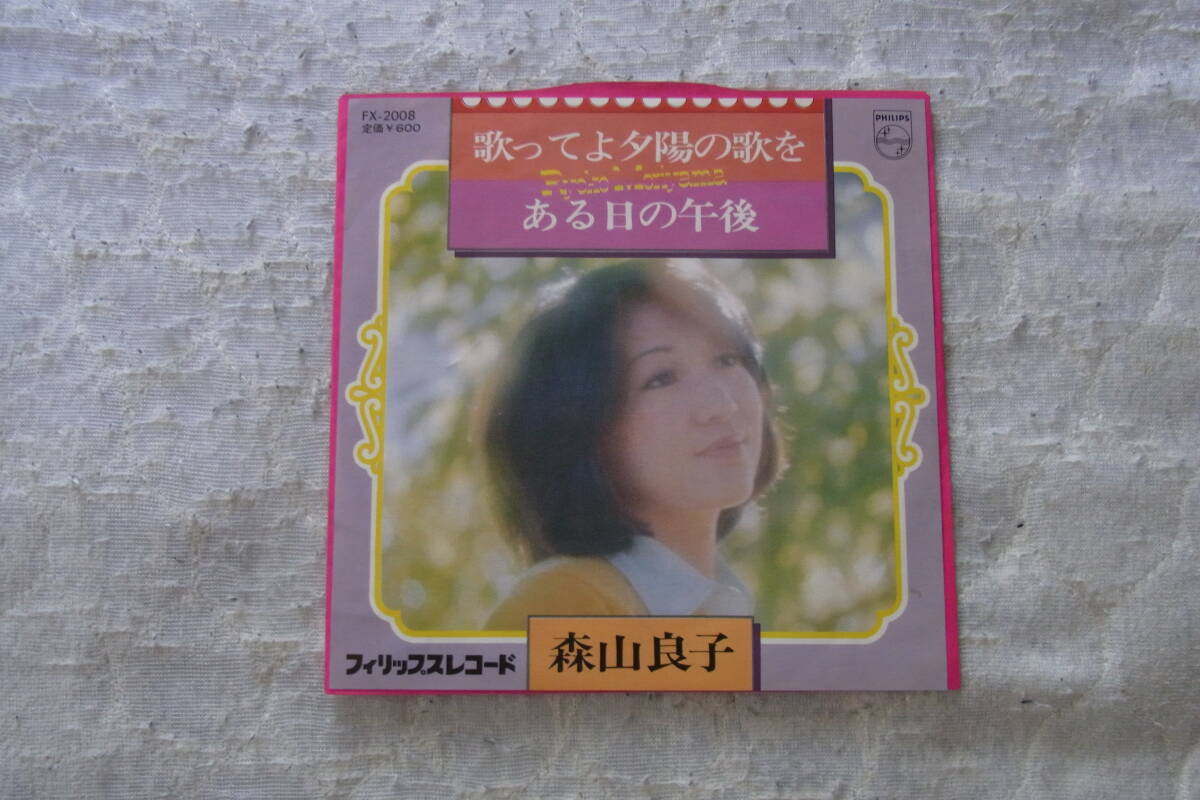 FX-2008
定価￥600
PHILIPS
歌ってよ夕陽の歌を
Ryoko Moriyama
ある日の午後
フィリップスレコード
森山良子